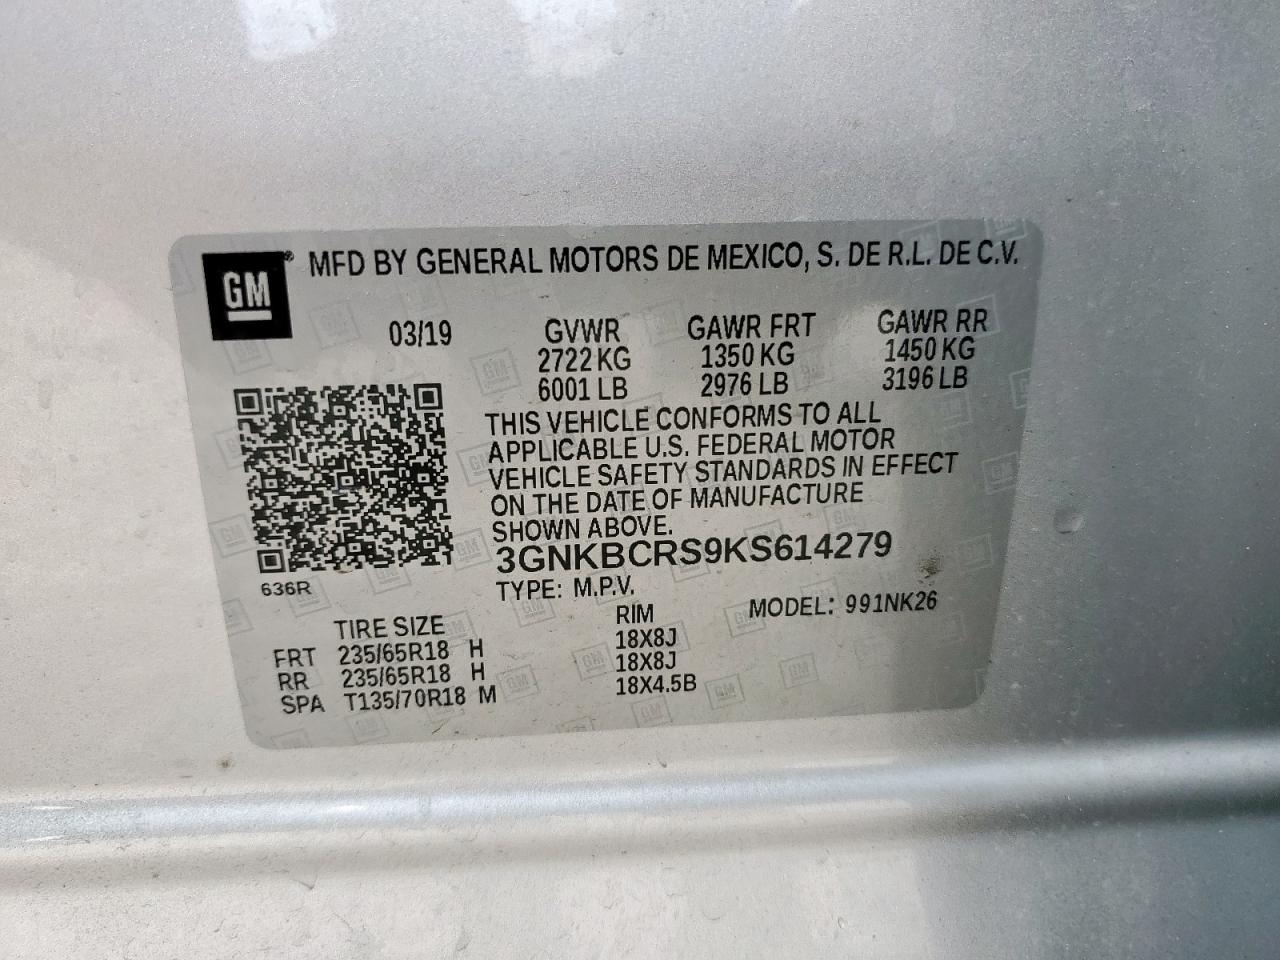 GM® MFD BY GENERAL MOTORS DE MEXICO, S. DE R.L. DE C.V.
03/19 GVWR GAWR FRT GAWR RR
2722 KG 1350 KG 1450 KG
6001 LB 2976 LB 3196 LB
THIS VEHICLE CONFORMS TO ALL
APPLICABLE U.S. FEDERAL MOTOR
VEHICLE SAFETY STANDARDS IN EFFECT
ON THE DATE OF MANUFACTURE
SHOWN ABOVE.
3GNKBCRS9KS614279
636R TYPE: M.P.V. MODEL: 991NK26
TIRE SIZE RIM
FRT 235/65R18 H 18X8J
RR 235/65R18 H 18X8J
SPA T135/70R18 M 18X4.5B